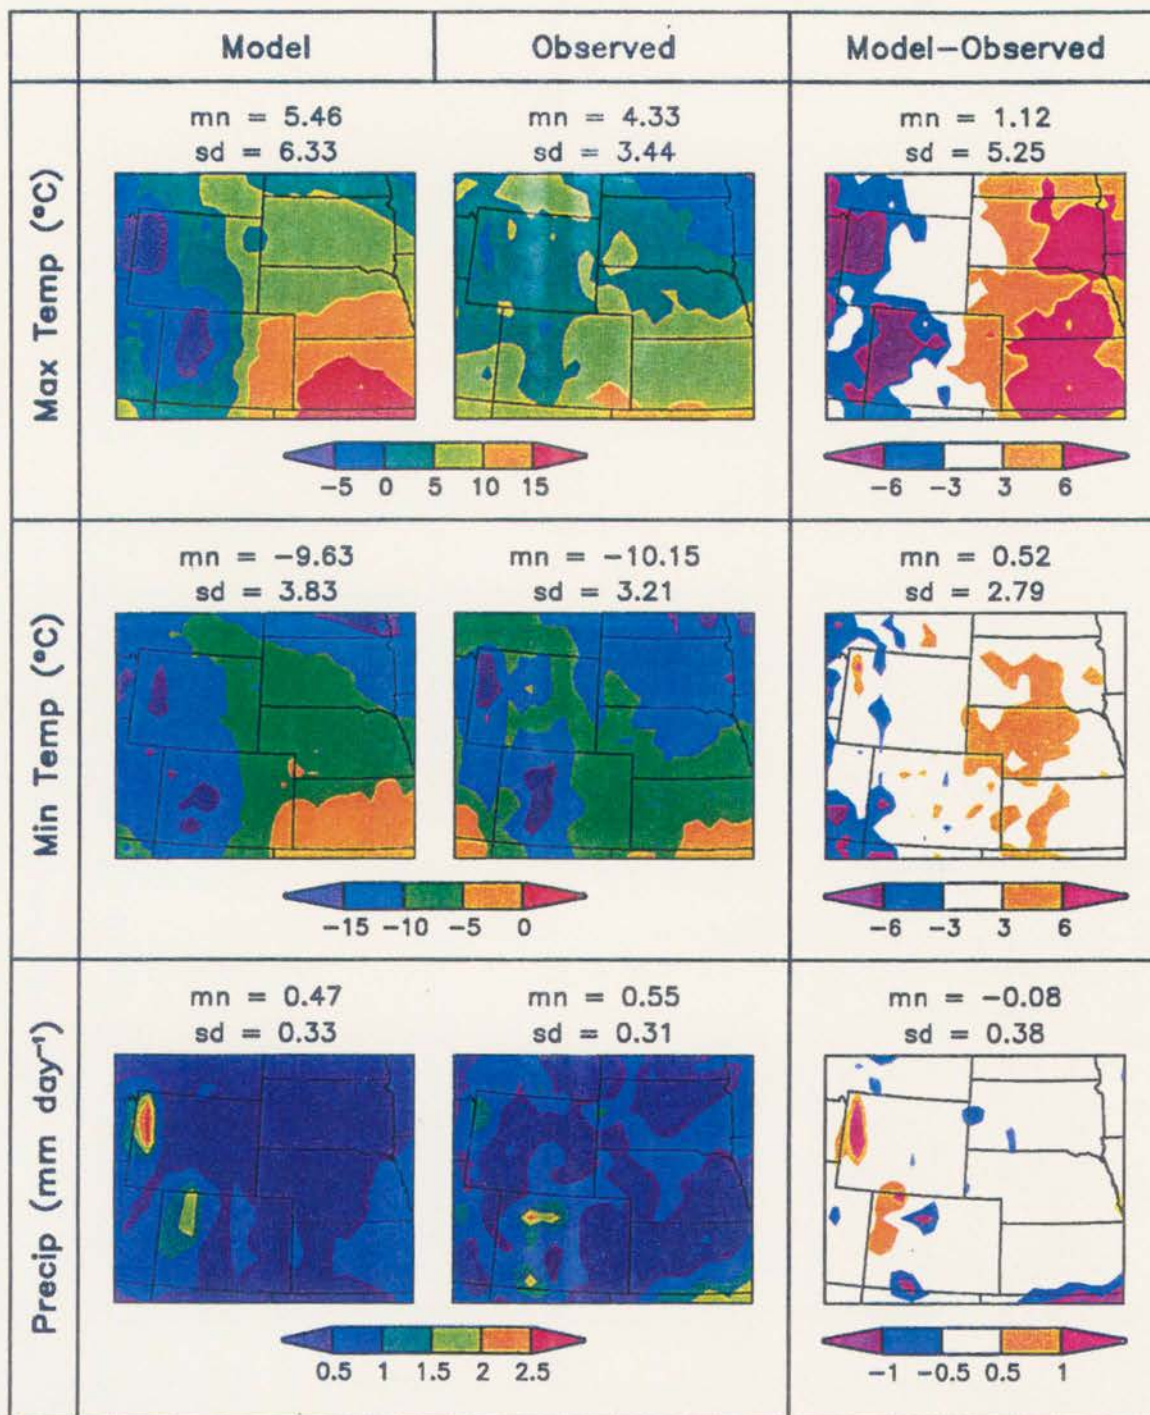 Model Observed Model−Observed
Max Temp (°C)
mn = 5.46 mn = 4.33 mn = 1.12
sd = 6.33 sd = 3.44 sd = 5.25
−5 0 5 10 15 −6 −3 3 6
Min Temp (°C)
mn = −9.63 mn = −10.15 mn = 0.52
sd = 3.83 sd = 3.21 sd = 2.79
−15 −10 −5 0 −6 −3 3 6
Precip (mm day⁻¹)
mn = 0.47 mn = 0.55 mn = −0.08
sd = 0.33 sd = 0.31 sd = 0.38
0.5 1 1.5 2 2.5 −1 −0.5 0.5 1